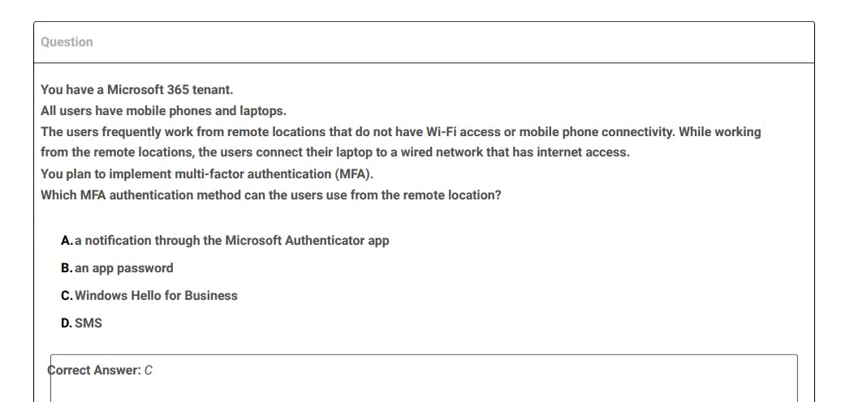 Question
You have a Microsoft 365 tenant.
All users have mobile phones and laptops.
The users frequently work from remote locations that do not have Wi-Fi access or mobile phone connectivity. While working
from the remote locations, the users connect their laptop to a wired network that has internet access.
You plan to implement multi-factor authentication (MFA).
Which MFA authentication method can the users use from the remote location?
A. a notification through the Microsoft Authenticator app
B. an app password
C. Windows Hello for Business
D. SMS
Correct Answer: C